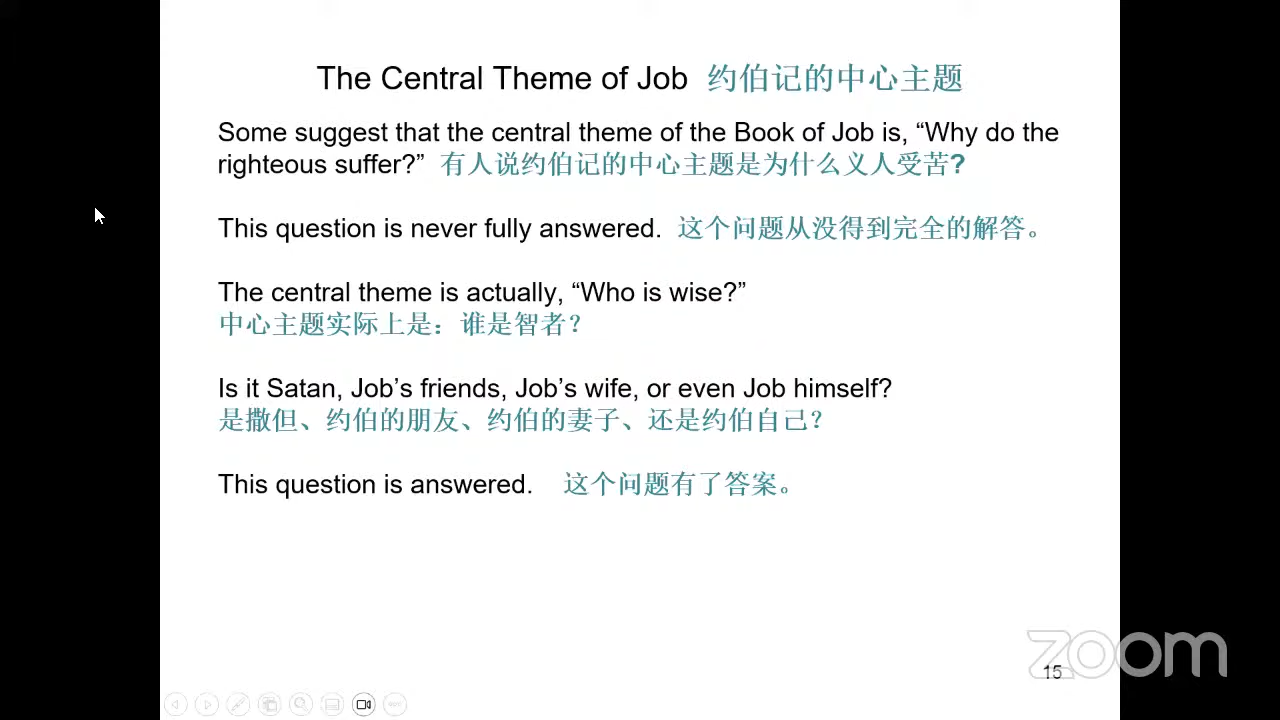 The Central Theme of Job 约伯记的中心主题
Some suggest that the central theme of the Book of Job is, “Why do the
righteous suffer?” 有人说约伯记的中心主题是为什么义人受苦?
This question is never fully answered. 这个问题从没得到完全的解答。
The central theme is actually, “Who is wise?”
中心主题实际上是：谁是智者？
Is it Satan, Job’s friends, Job’s wife, or even Job himself?
是撒但、约伯的朋友、约伯的妻子、还是约伯自己？
This question is answered. 这个问题有了答案。
zoom
15